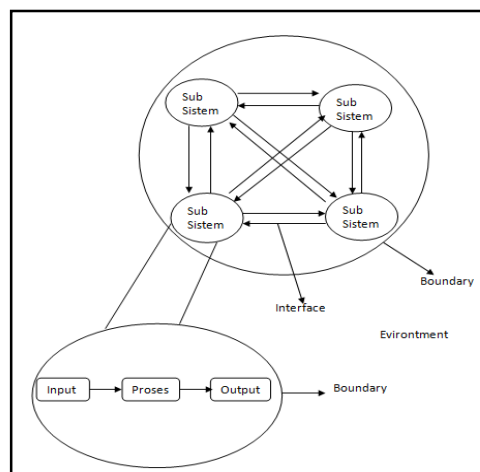 Sub
Sistem
Sub
Sistem
Sub
Sistem
Sub
Sistem
Boundary
Interface
Evirontment
Input
Proses
Output
Boundary